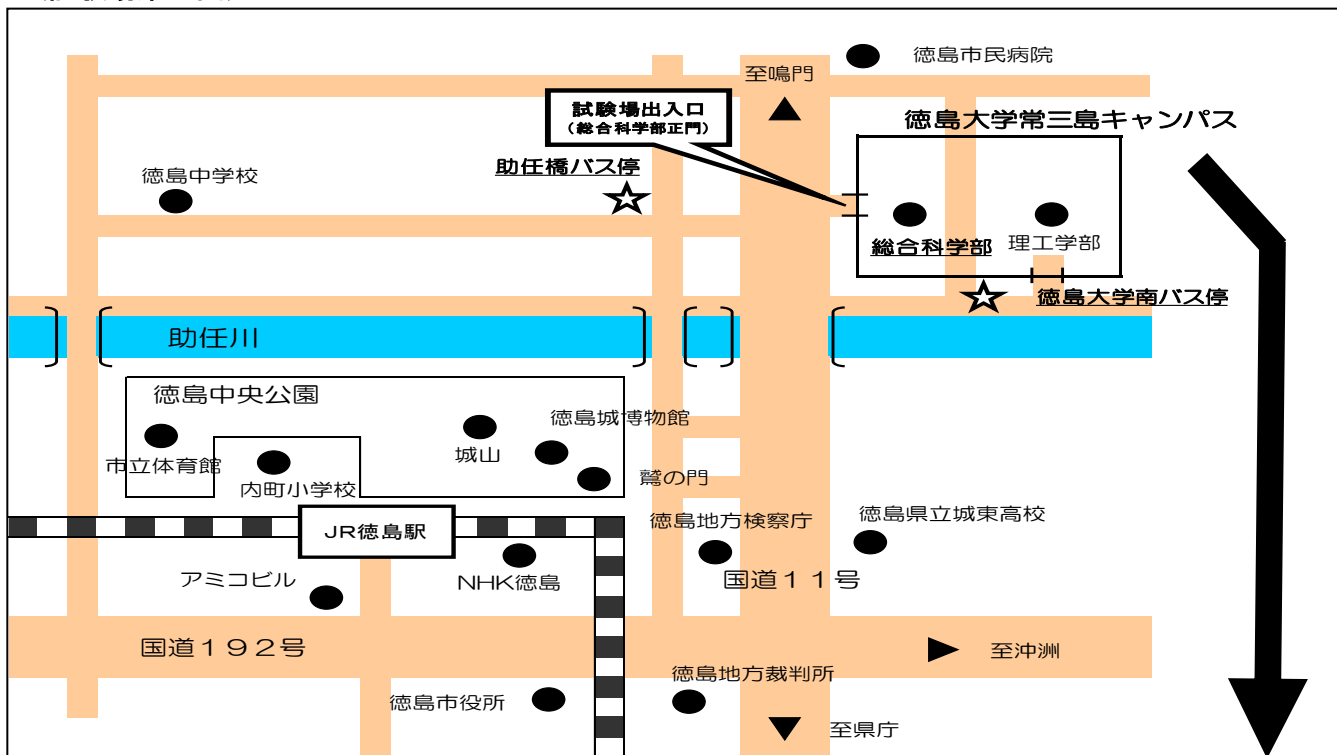 徳島市民病院
至鳴門
試験場出入口
(総合科学部正門)
徳島大学常三島キャンパス
助任橋バス停
徳島中学校
総合科学部
理工学部
徳島大学南バス停
助任川
徳島中央公園
徳島城博物館
市立体育館
城山
内町小学校
鷲の門
JR徳島駅
徳島地方検察庁
徳島県立城東高校
アミコビル
NHK徳島
国道11号
国道192号
至沖洲
徳島地方裁判所
徳島市役所
至県庁